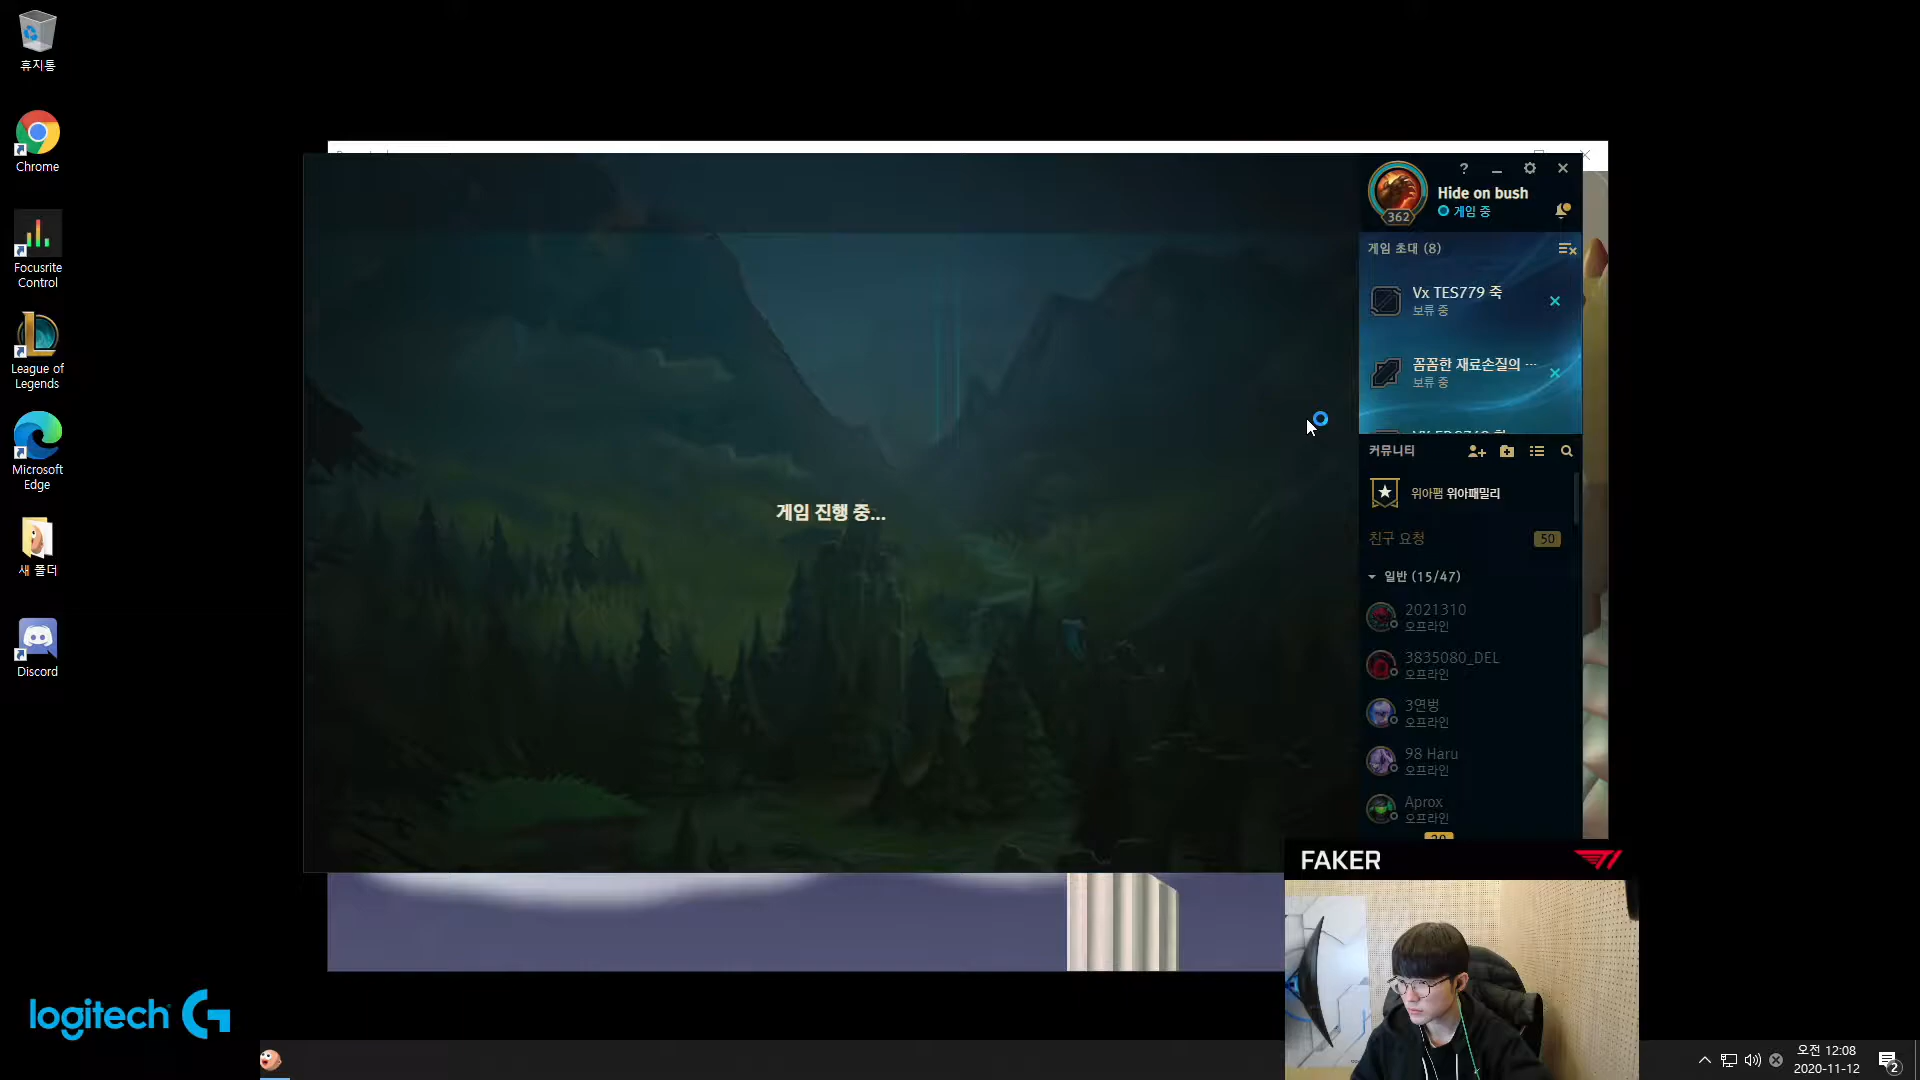 휴지통
Chrome
Focusrite
Control
League of
Legends
Microsoft
Edge
새 폴더
Discord
?
Hide on bush
362
게임 중
게임 초대 (8)
Vx TES779 죽
보류 중
꼼꼼한 재료손질의 ...
보류 중
커뮤니티
위아팸 위아패밀리
친구 요청
50
일반 (15/47)
2021310
오프라인
3835080_DEL
오프라인
3연벙
오프라인
98 Haru
오프라인
Aprox
오프라인
게임 진행 중...
FAKER
T1
logitech G
오전 12:08
2020-11-12
2